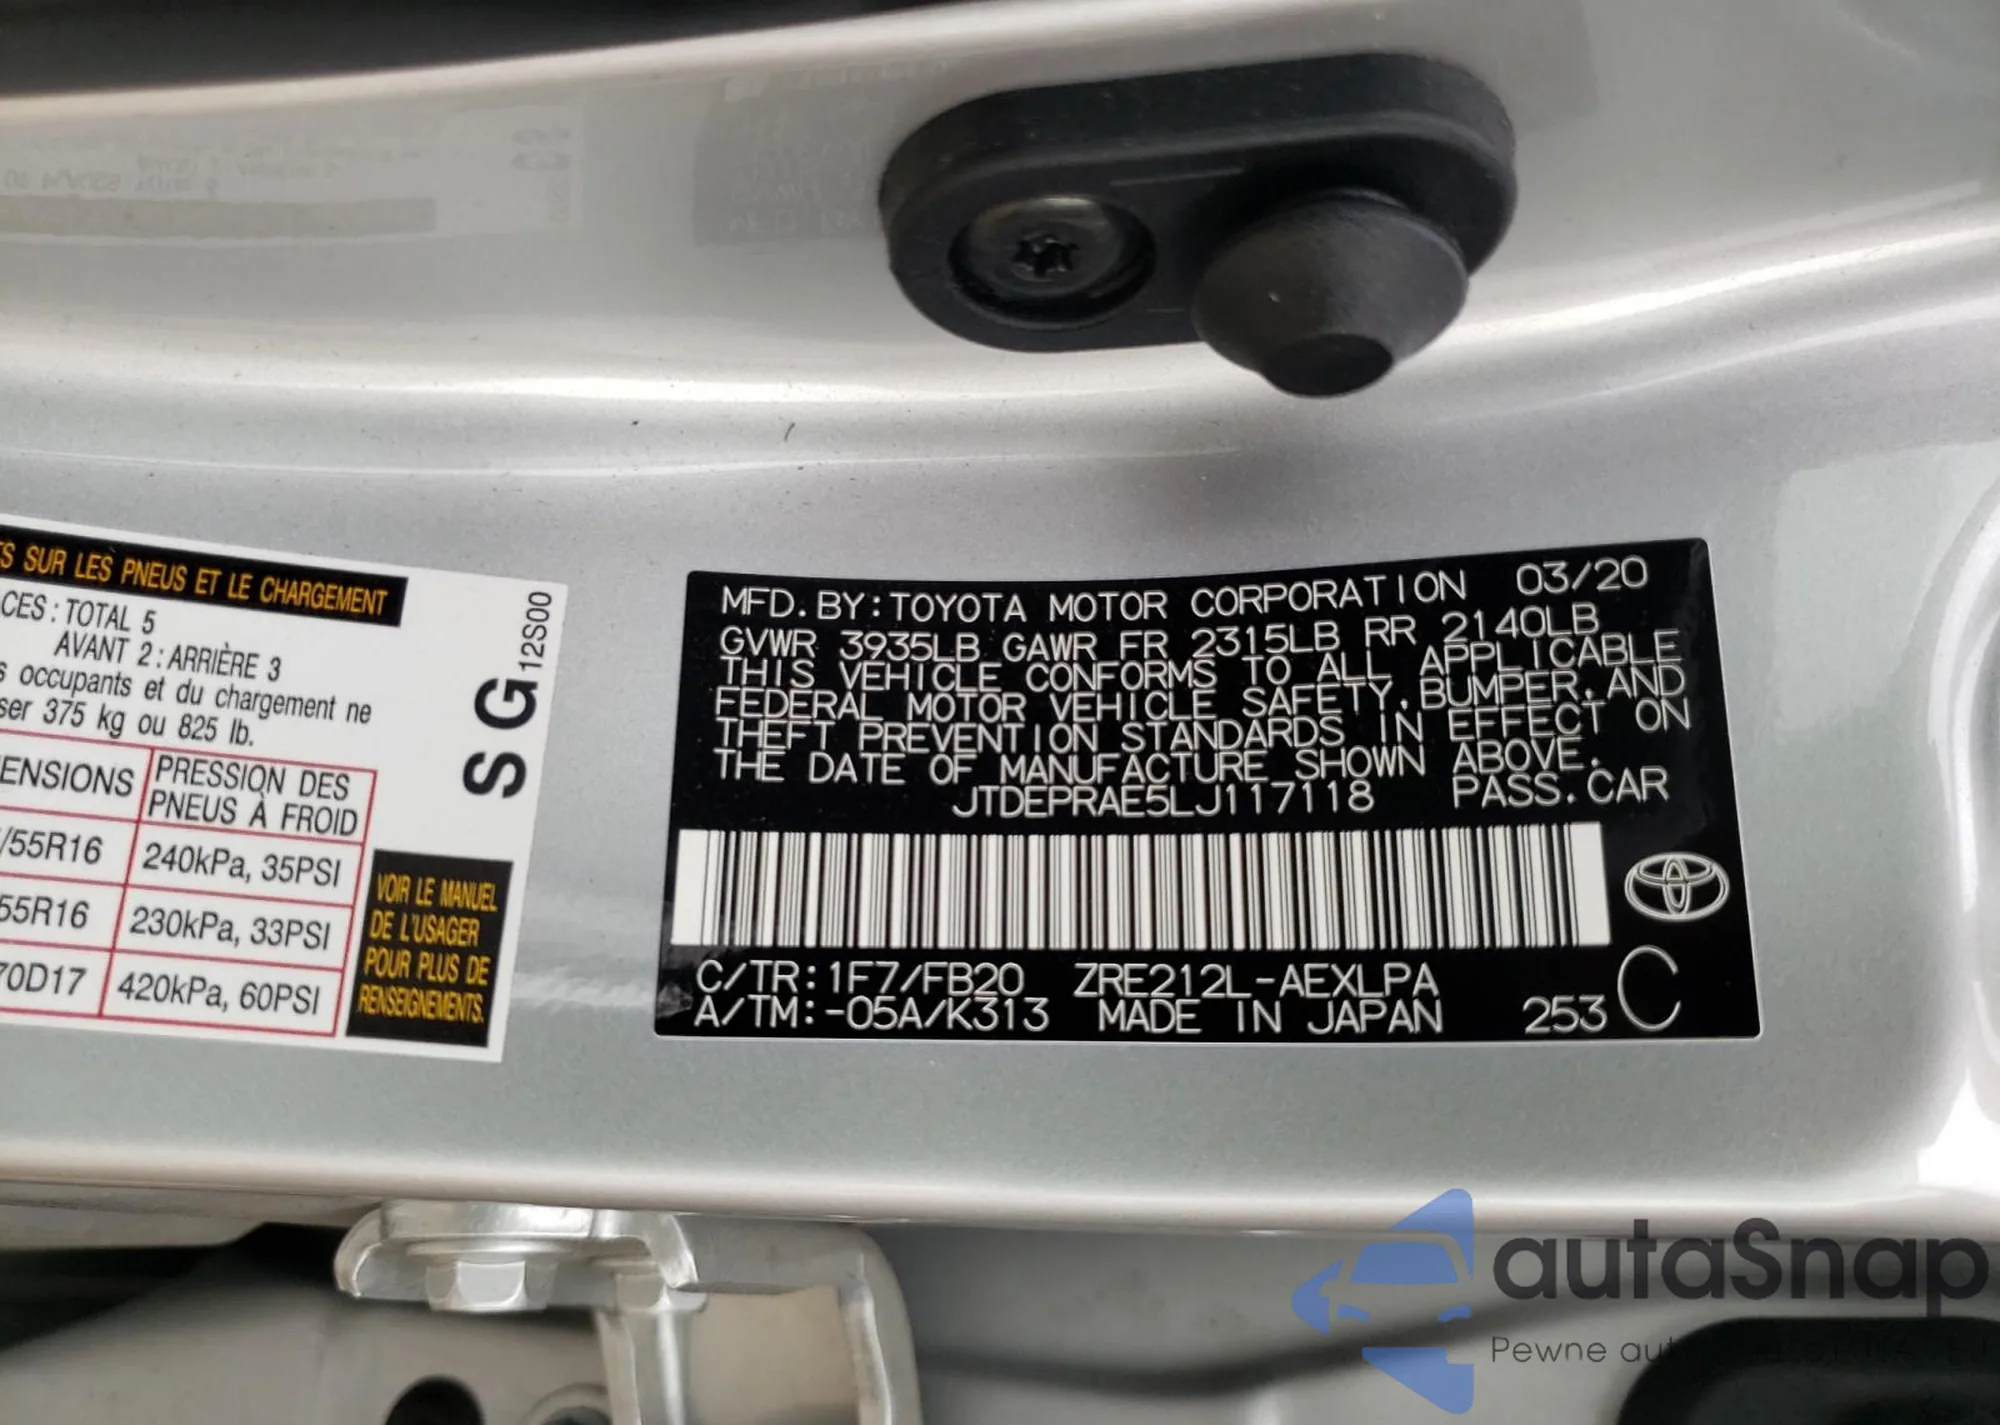 S SUR LES PNEUS ET LE CHARGEMENT
CES : TOTAL 5
AVANT 2 : ARRIÈRE 3
s occupants et du chargement ne
ser 375 kg ou 825 lb.
ENSIONS PRESSION DES
PNEUS À FROID
/55R16 240kPa, 35PSI
55R16 230kPa, 33PSI
70D17 420kPa, 60PSI
SG 12S00
VOIR LE MANUEL
DE L'USAGER
POUR PLUS DE
RENSEIGNEMENTS.
MFD. BY: TOYOTA MOTOR CORPORATION 03/20
GVWR 3935LB GAWR FR 2315LB RR 2140LB
THIS VEHICLE CONFORMS TO ALL APPLICABLE
FEDERAL MOTOR VEHICLE SAFETY, BUMPER, AND
THEFT PREVENTION STANDARDS IN EFFECT ON
THE DATE OF MANUFACTURE SHOWN ABOVE.
JTDEPRAE5LJ117118 PASS. CAR
C/TR: 1F7/FB20 ZRE212L-AEXLPA
A/TM: -05A/K313 MADE IN JAPAN 253 C
autaSnap
Pewne aut